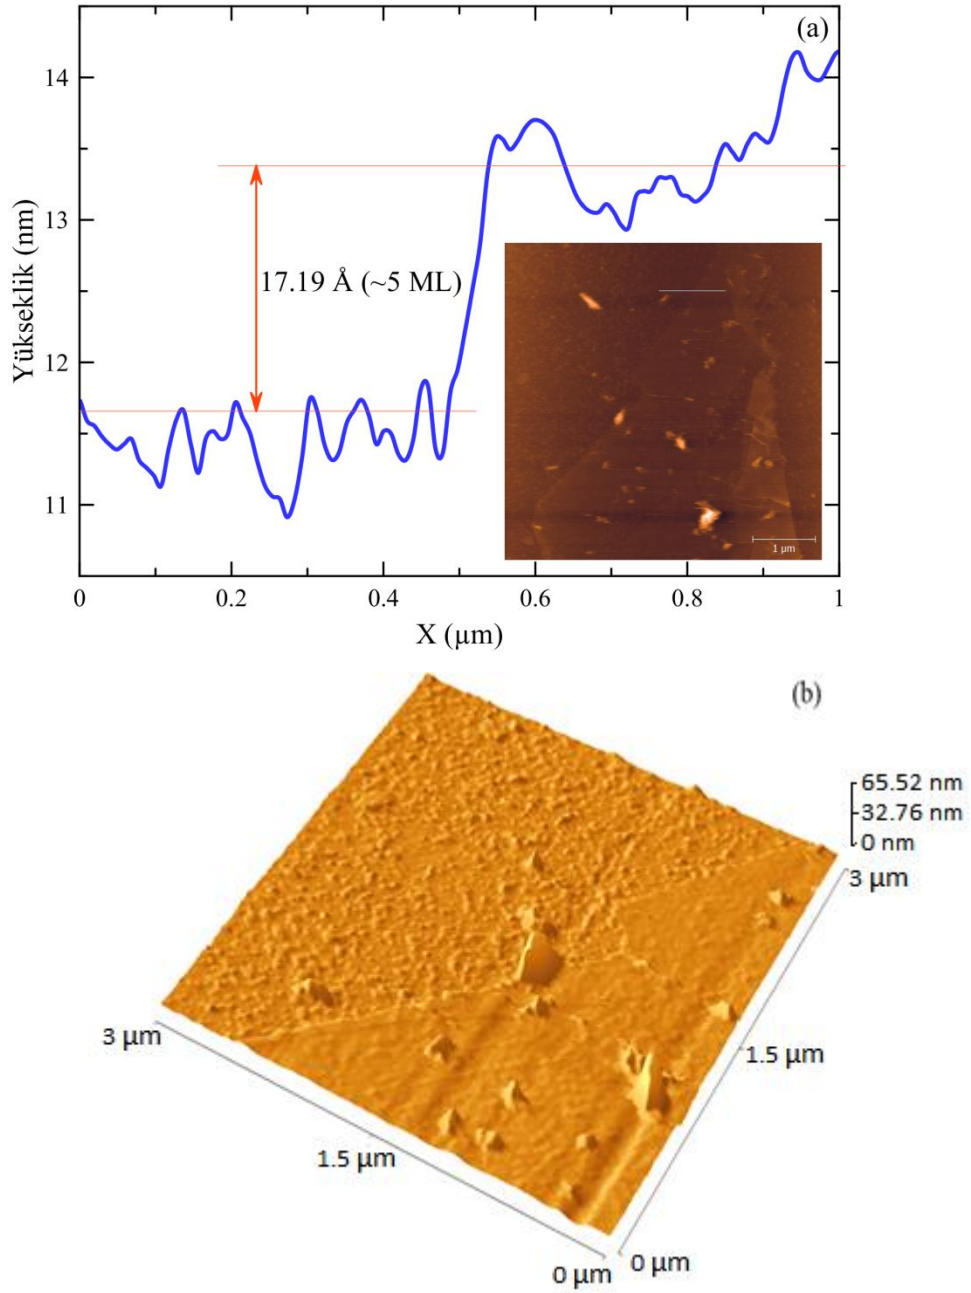 (a)
14
13
12
11
Yükseklik (nm)
17.19 Å (~5 ML)
1 µm
0 0.2 0.4 0.6 0.8 1
X (µm)
(b)
65.52 nm
32.76 nm
0 nm
3 µm
3 µm
1.5 µm
1.5 µm
0 µm
0 µm